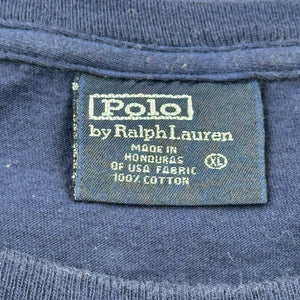 Polo
by Ralph Lauren
MADE IN
HONDURAS
OF USA FABRIC
100% COTTON
XL